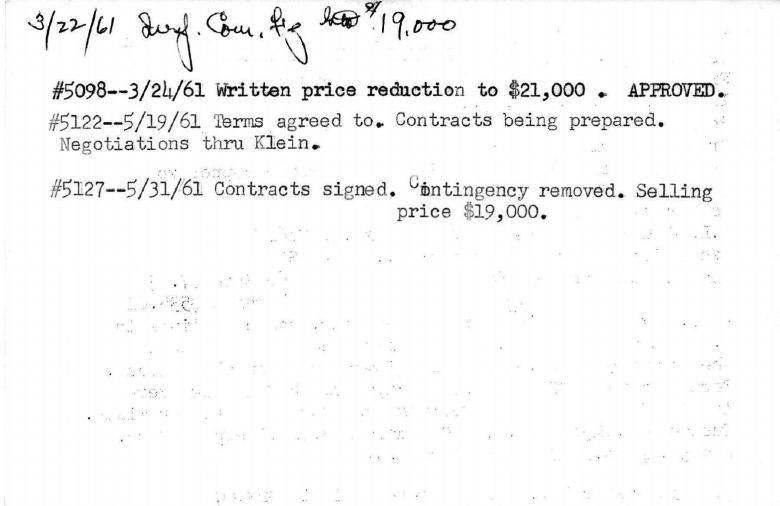 3/22/61 Com. $19,000
#5098--3/24/61 Written price reduction to $21,000 . APPROVED.
#5122--5/19/61 Terms agreed to. Contracts being prepared.
Negotiations thru Klein.
#5127--5/31/61 Contracts signed. Contingency removed. Selling
price $19,000.